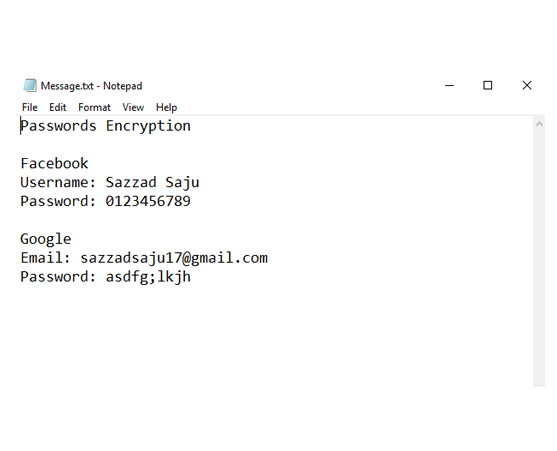 Message.txt - Notepad
File Edit Format View Help
Passwords Encryption
Facebook
Username: Sazzad Saju
Password: 0123456789
Google
Email: sazzadsaju17@gmail.com
Password: asdfg;lkjh